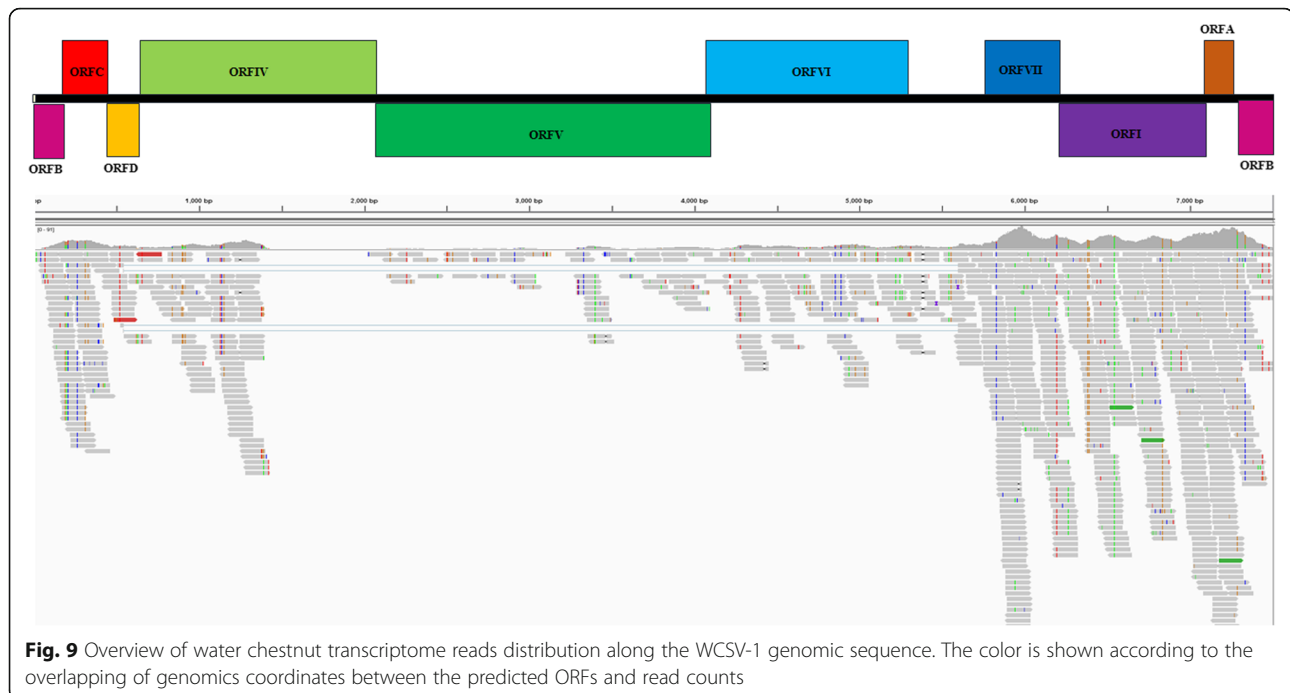 ORFA
ORFC
ORFIV
ORFVI
ORFVII
ORFV
ORFI
ORFB
ORFD
ORFB
bp
1,000 bp
2,000 bp
3,000 bp
4,000 bp
5,000 bp
6,000 bp
7,000 bp
[0 - 91]
Fig. 9 Overview of water chestnut transcriptome reads distribution along the WCSV-1 genomic sequence. The color is shown according to the
overlapping of genomics coordinates between the predicted ORFs and read counts